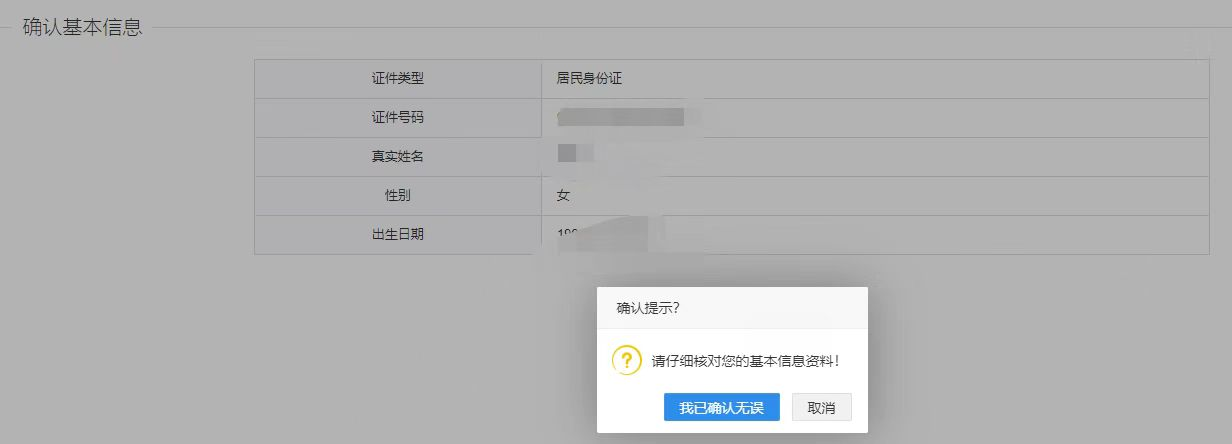 确认基本信息
证件类型 居民身份证
证件号码
真实姓名
性别 女
出生日期
确认提示?
请仔细核对您的基本信息资料!
我已确认无误 取消